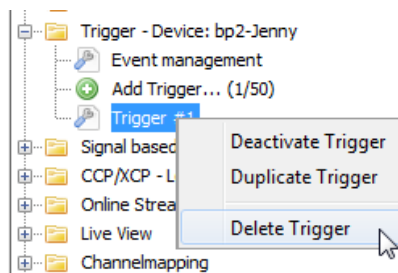 Trigger - Device: bp2-Jenny
Event management
Add Trigger... (1/50)
Trigger #1
Deactivate Trigger
Signal based
Duplicate Trigger
CCP/XCP - L
Online Strea
Delete Trigger
Live View
Channelmapping